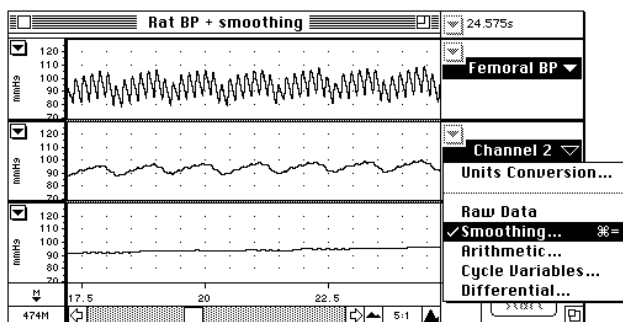 Rat BP + smoothing
24.575s
120
110
100
90
80
mmHg
Femoral BP
120
110
100
90
80
70
mmHg
Channel 2
Units Conversion...
Raw Data
✓Smoothing... ⌘=
Arithmetic...
Cycle Variables...
Differential...
120
110
100
90
80
mmHg
M
17.5
20
22.5
474M
5:1
Start